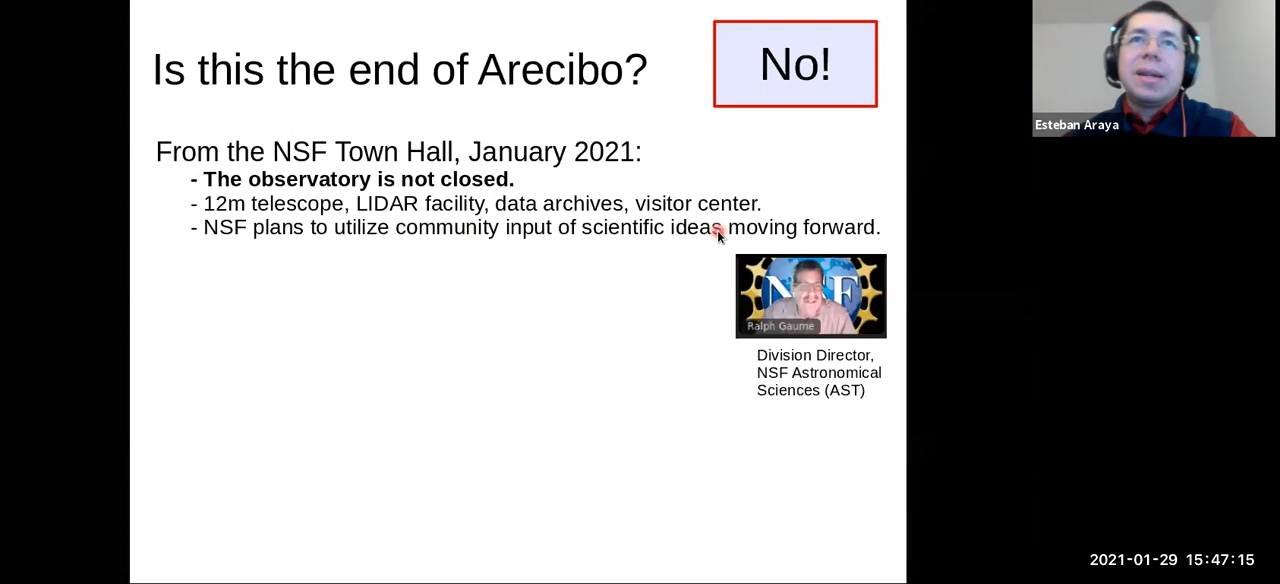 Is this the end of Arecibo?
No!
From the NSF Town Hall, January 2021:
- The observatory is not closed.
- 12m telescope, LIDAR facility, data archives, visitor center.
- NSF plans to utilize community input of scientific ideas moving forward.
NSF
Ralph Gaume
Division Director,
NSF Astronomical
Sciences (AST)
Esteban Araya
2021-01-29 15:47:15